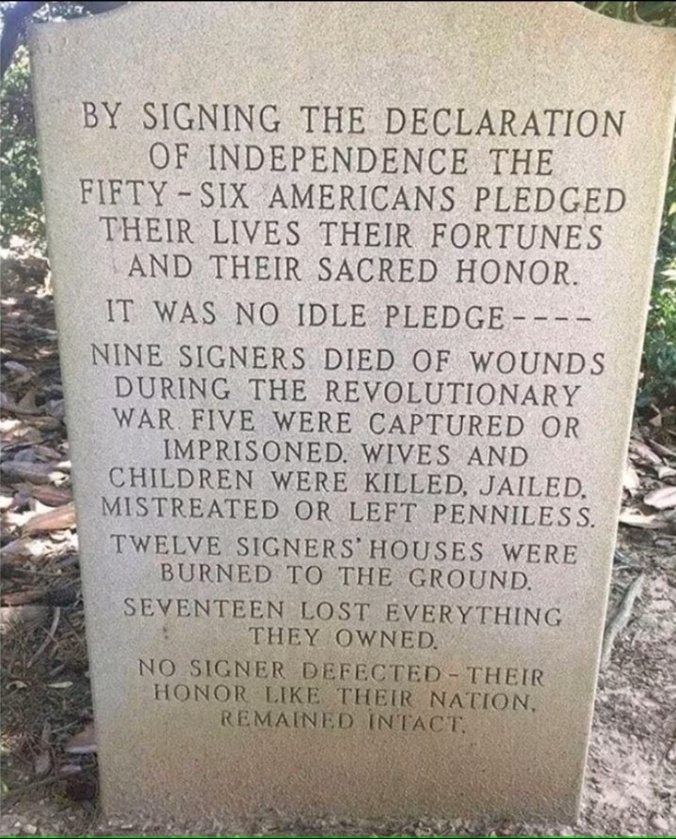 BY SIGNING THE DECLARATION
OF INDEPENDENCE THE
FIFTY-SIX AMERICANS PLEDGED
THEIR LIVES THEIR FORTUNES
AND THEIR SACRED HONOR.
IT WAS NO IDLE PLEDGE----
NINE SIGNERS DIED OF WOUNDS
DURING THE REVOLUTIONARY
WAR. FIVE WERE CAPTURED OR
IMPRISONED. WIVES AND
CHILDREN WERE KILLED, JAILED,
MISTREATED OR LEFT PENNILESS.
TWELVE SIGNERS' HOUSES WERE
BURNED TO THE GROUND.
SEVENTEEN LOST EVERYTHING
THEY OWNED.
NO SIGNER DEFECTED-THEIR
HONOR LIKE THEIR NATION,
REMAINED INTACT.